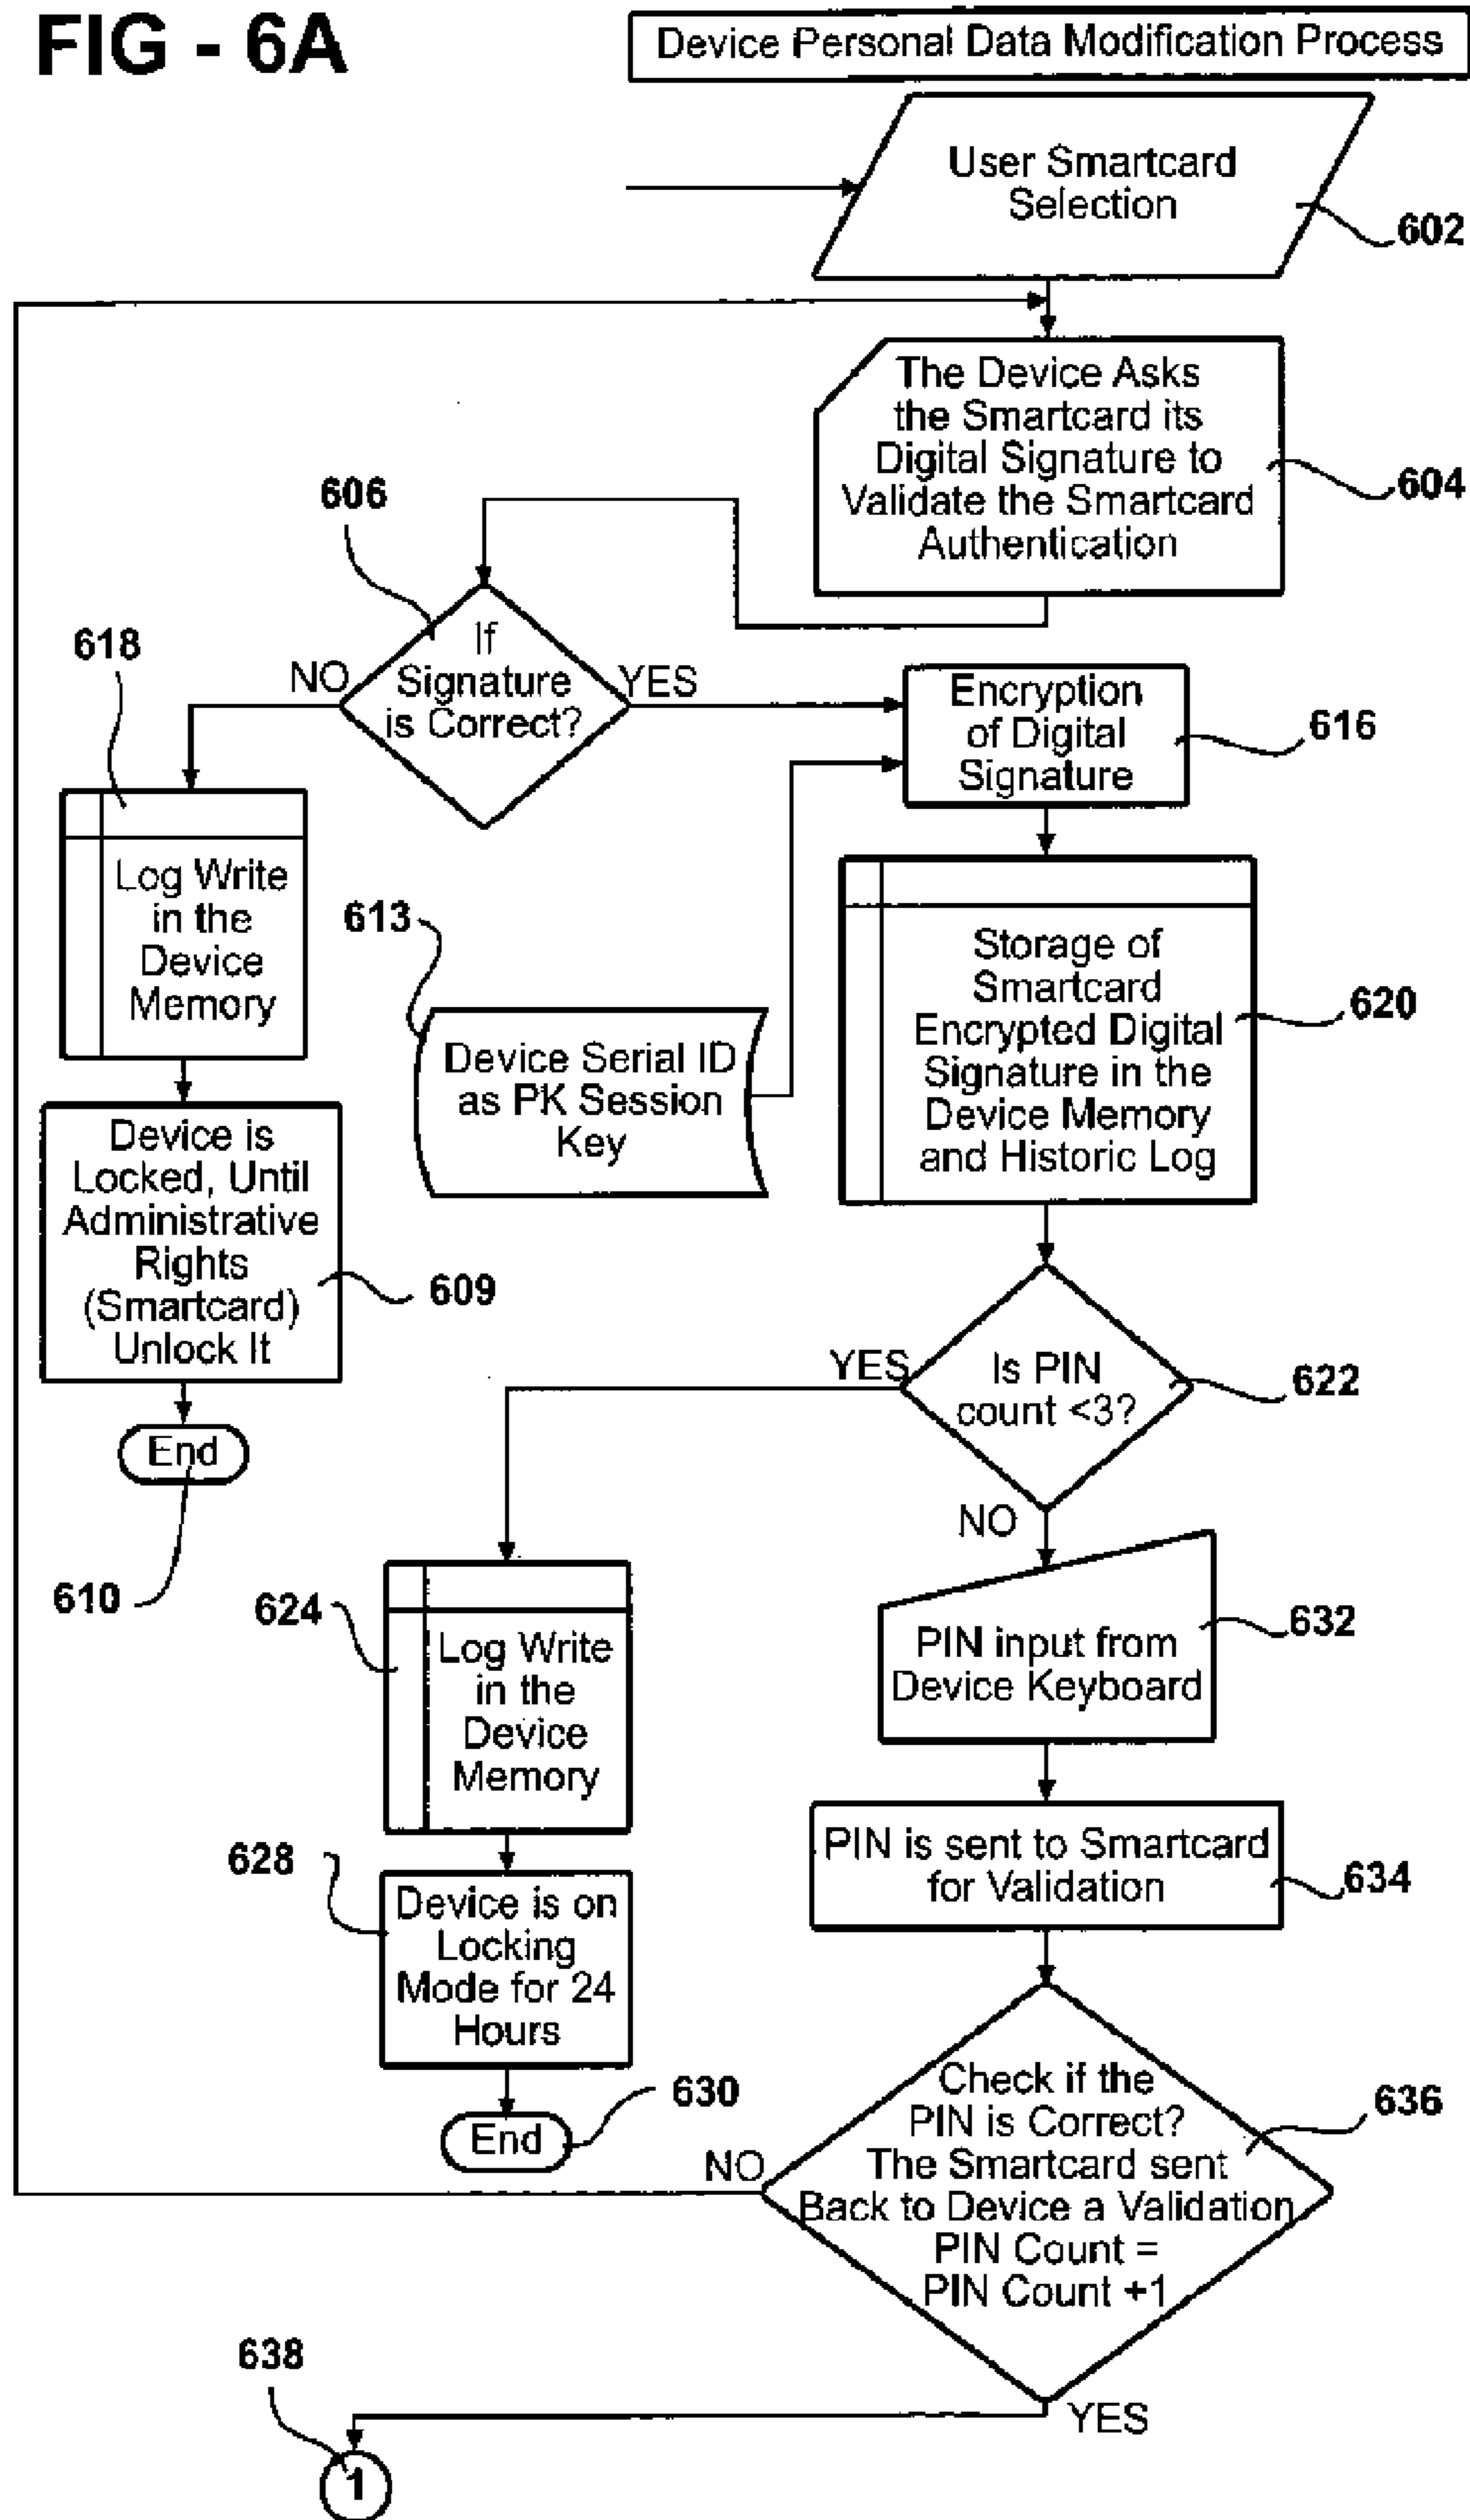 FIG - 6A
Device Personal Data Modification Process
User Smartcard
Selection
602
The Device Asks
the Smartcard its
Digital Signature to
Validate the Smartcard
Authentication
604
606
If
Signature
is Correct?
NO
YES
618
Log Write
in the
Device
Memory
Encryption
of Digital
Signature
616
613
Device Serial ID
as PK Session
Key
Storage of
Smartcard
Encrypted Digital
Signature in the
Device Memory
and Historic Log
620
Device is
Locked, Until
Administrative
Rights
(Smartcard)
Unlock It
609
End
610
YES
Is PIN
count <3?
622
NO
624
Log Write
in the
Device
Memory
PIN input from
Device Keyboard
632
628
Device is on
Locking
Mode for 24
Hours
PIN is sent to Smartcard
for Validation
634
End
630
NO
Check if the
PIN is Correct?
The Smartcard sent
Back to Device a Validation
PIN Count =
PIN Count +1
636
YES
638
1